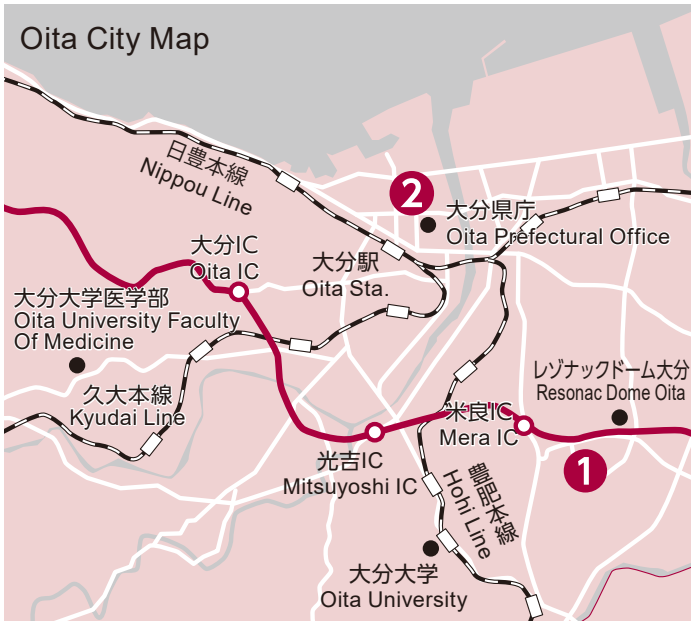 Oita City Map
日豊本線
Nippou Line
2
大分県庁
Oita Prefectural Office
大分IC
Oita IC
大分駅
Oita Sta.
大分大学医学部
Oita University Faculty
Of Medicine
レゾナックドーム大分
Resonac Dome Oita
久大本線
Kyudai Line
米良IC
Mera IC
光吉IC
Mitsuyoshi IC
1
豊肥本線
Hohi Line
大分大学
Oita University